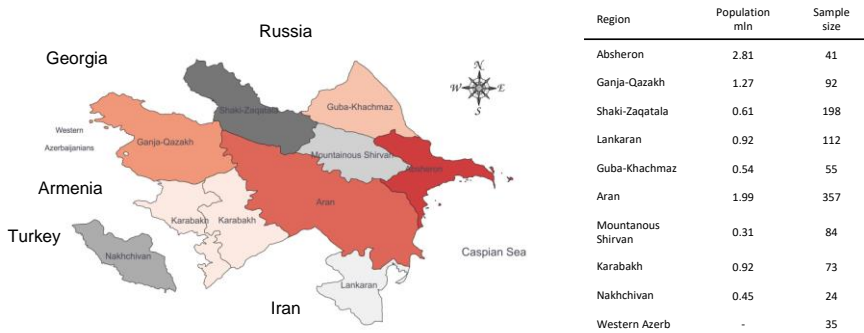 Russia
Georgia
N
W E
S
Shaki-Zaqatala
Guba-Khachmaz
Western
Azerbaijanians
Ganja-Qazakh
Mountainous Shirvan
Absheron
Armenia
Karabakh
Karabakh
Aran
Turkey
Nakhchivan
Caspian Sea
Lankaran
Iran
Region Population mln Sample size
Absheron 2.81 41
Ganja-Qazakh 1.27 92
Shaki-Zaqatala 0.61 198
Lankaran 0.92 112
Guba-Khachmaz 0.54 55
Aran 1.99 357
Mountanous
Shirvan 0.31 84
Karabakh 0.92 73
Nakhchivan 0.45 24
Western Azerb - 35